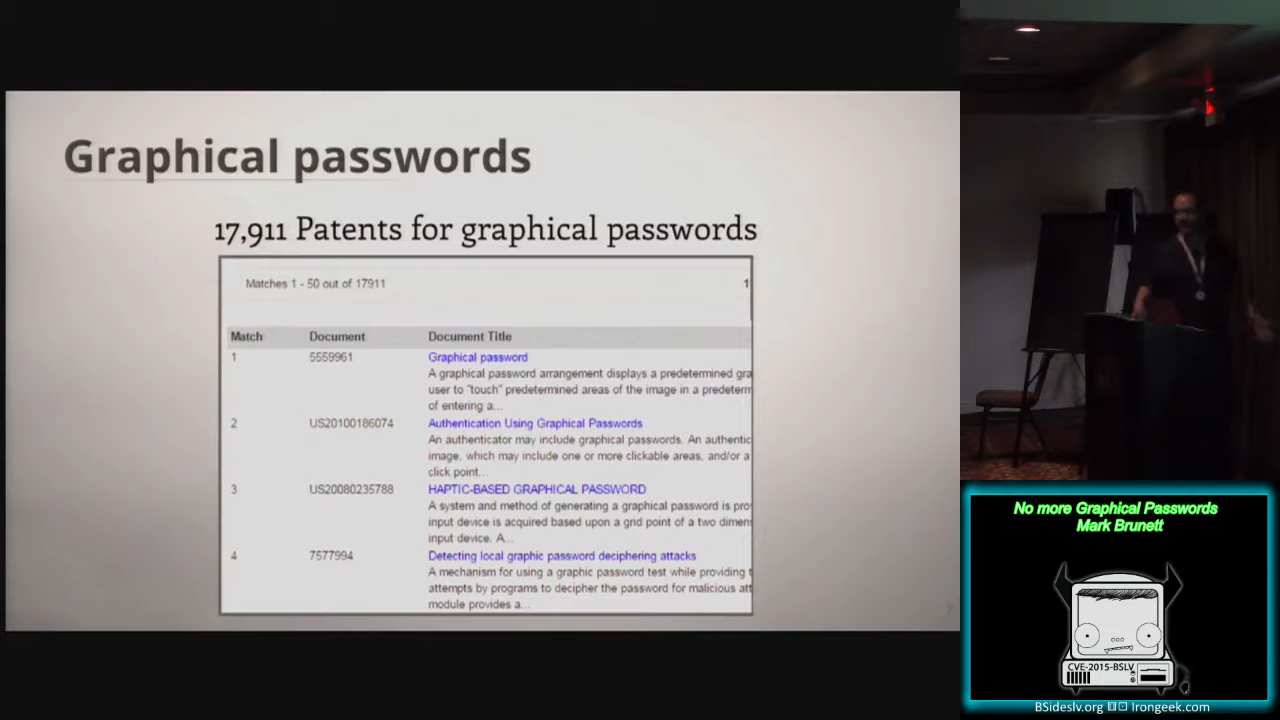 Graphical passwords
17,911 Patents for graphical passwords
Matches 1 - 50 out of 17911
1
Match Document Document Title
1 5559961 Graphical password
A graphical password arrangement displays a predetermined gra
user to "touch" predetermined areas of the image in a predeterm
of entering a...
2 US20100186074 Authentication Using Graphical Passwords
An authenticator may include graphical passwords. An authentic
image, which may include one or more clickable areas, and/or a
click point...
3 US20080235788 HAPTIC-BASED GRAPHICAL PASSWORD
A system and method of generating a graphical password is pro
input device is acquired based upon a grid point of a two dimens
input device. A...
4 7577994 Detecting local graphic password deciphering attacks
A mechanism for using a graphic password test while providing t
attempts by programs to decipher the password for malicious att
module provides a...
7
No more Graphical Passwords
Mark Brunett
CVE-2015-BSLV
BSideslv.org Irongeek.com